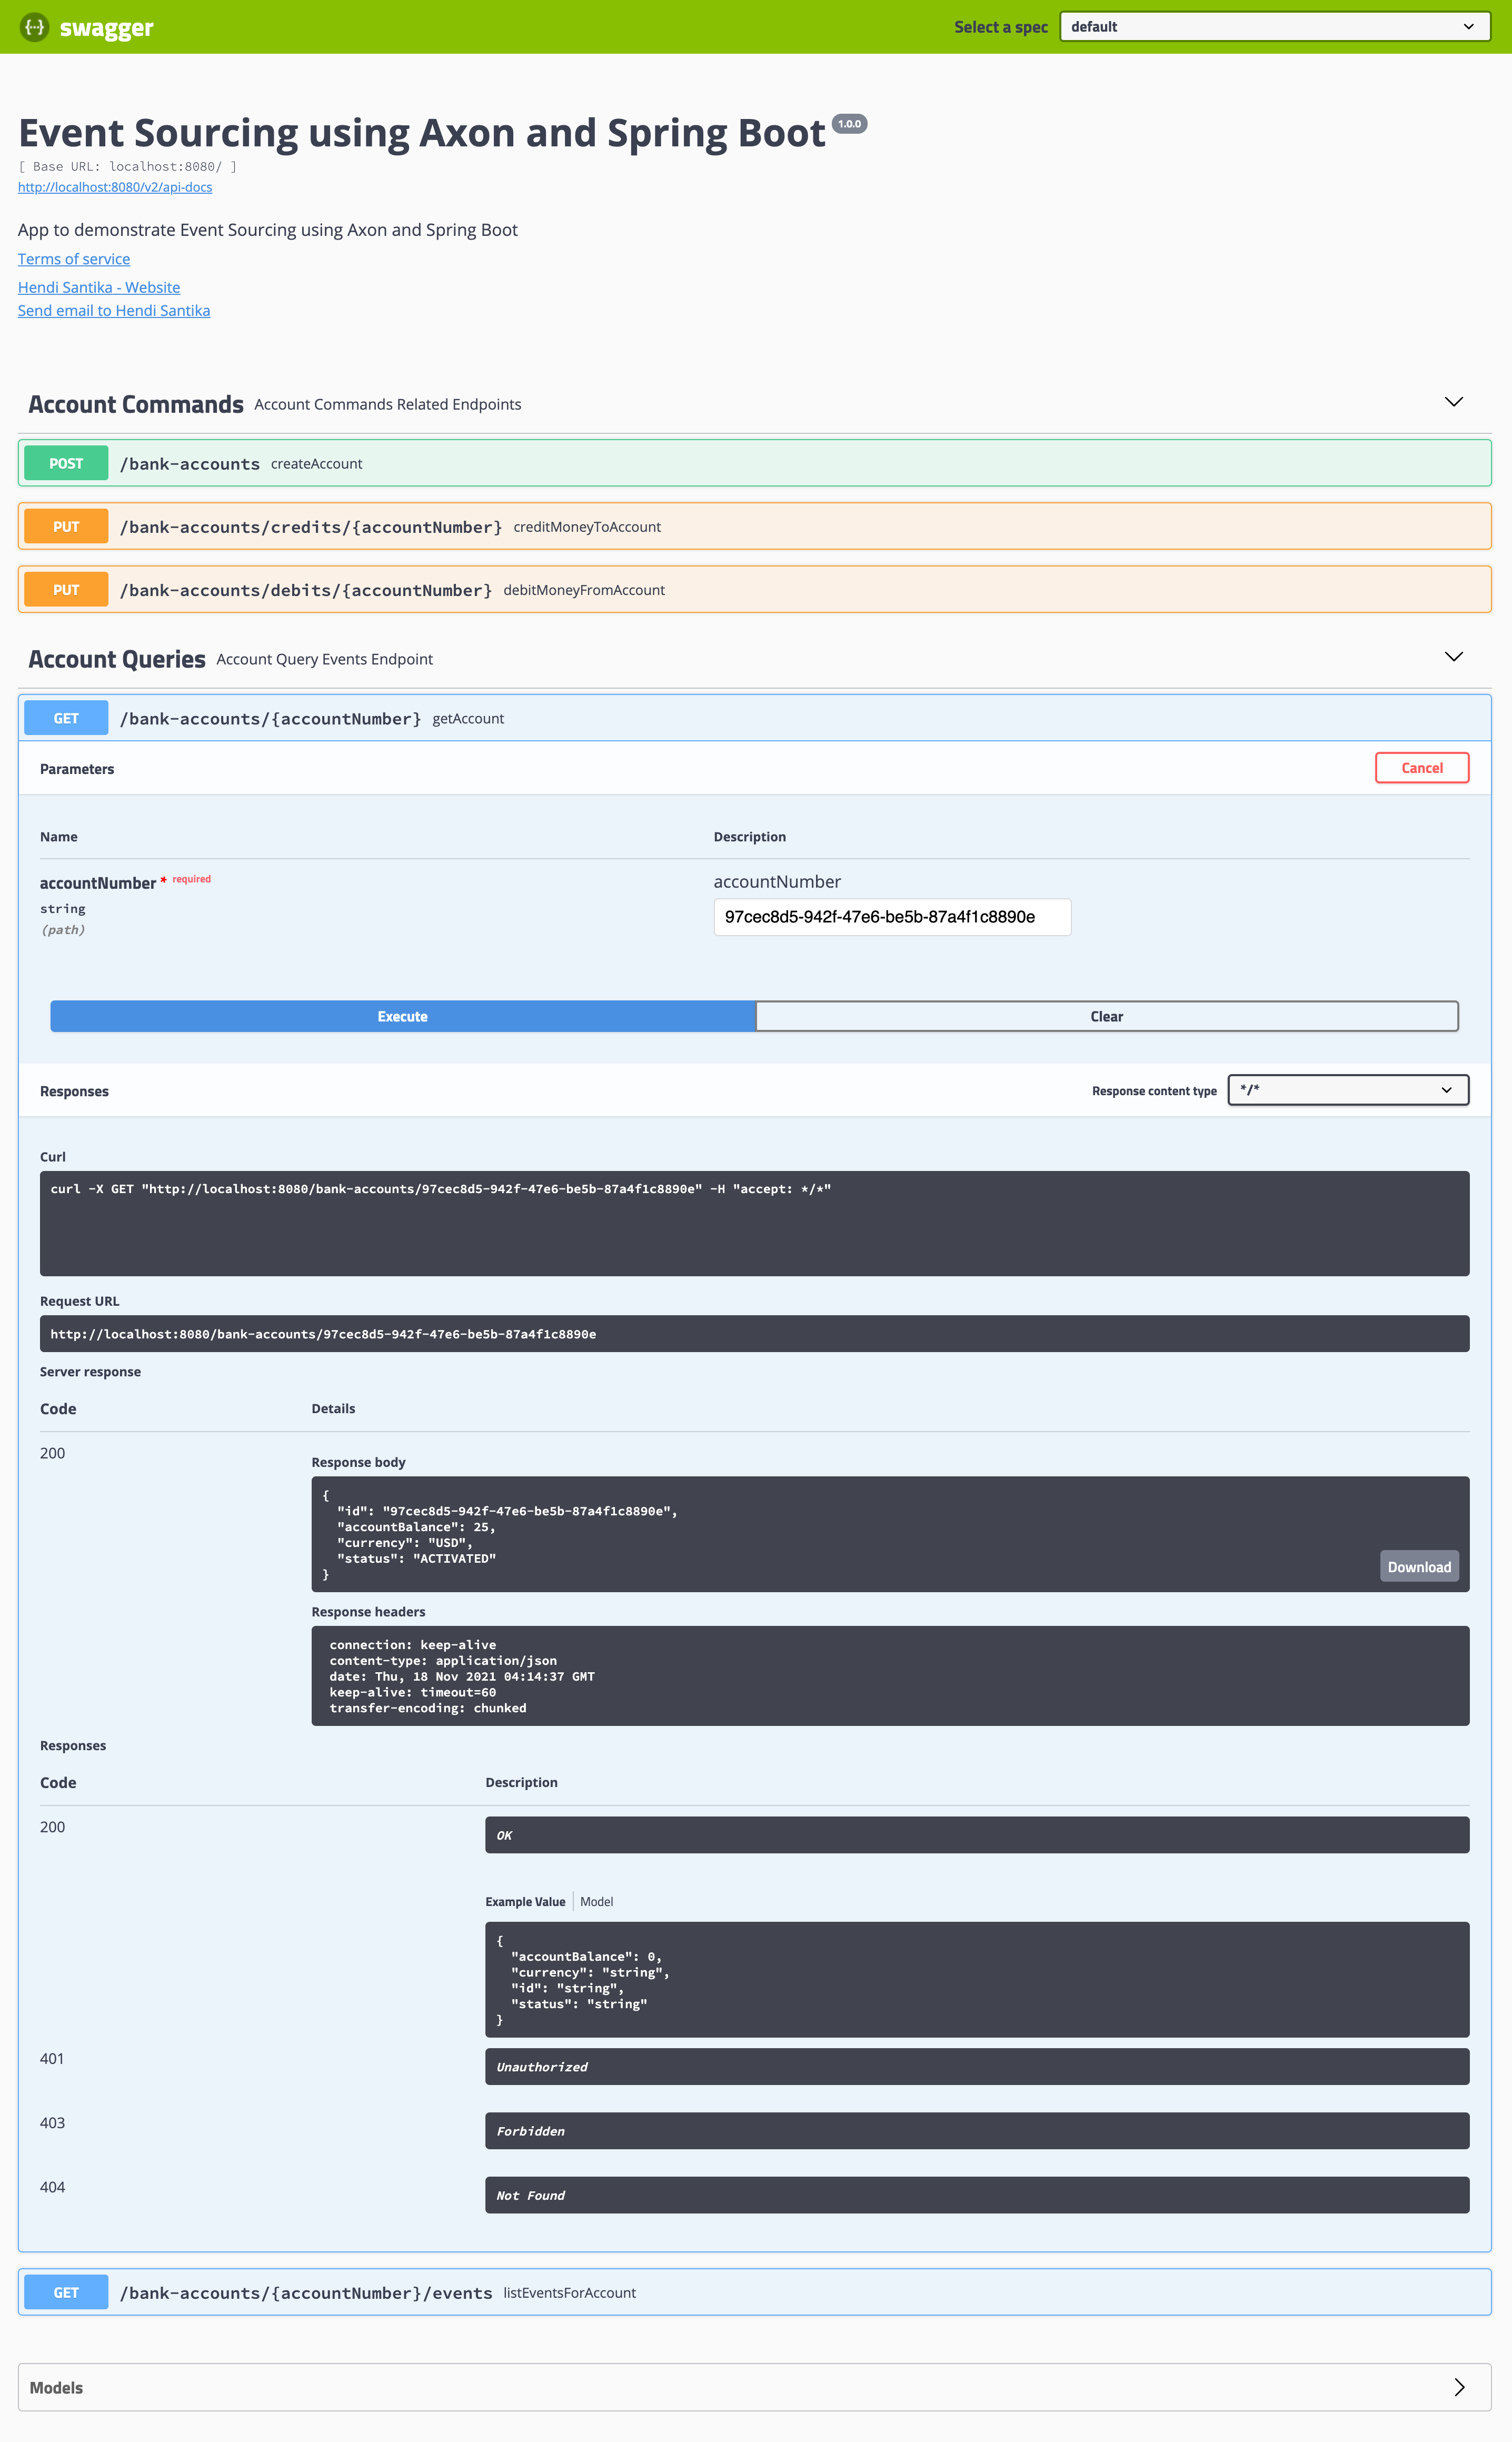 {···} swagger
Select a spec default
Event Sourcing using Axon and Spring Boot 1.0.0
[ Base URL: localhost:8080/ ]
http://localhost:8080/v2/api-docs
App to demonstrate Event Sourcing using Axon and Spring Boot
Terms of service
Hendi Santika - Website
Send email to Hendi Santika
Account Commands Account Commands Related Endpoints
POST /bank-accounts createAccount
PUT /bank-accounts/credits/{accountNumber} creditMoneyToAccount
PUT /bank-accounts/debits/{accountNumber} debitMoneyFromAccount
Account Queries Account Query Events Endpoint
GET /bank-accounts/{accountNumber} getAccount
Parameters Cancel
Name Description
accountNumber * required
string
(path)
accountNumber
97cec8d5-942f-47e6-be5b-87a4f1c8890e
Execute Clear
Responses Response content type */*
Curl
curl -X GET "http://localhost:8080/bank-accounts/97cec8d5-942f-47e6-be5b-87a4f1c8890e" -H "accept: */*"
Request URL
http://localhost:8080/bank-accounts/97cec8d5-942f-47e6-be5b-87a4f1c8890e
Server response
Code Details
200
Response body
{
  "id": "97cec8d5-942f-47e6-be5b-87a4f1c8890e",
  "accountBalance": 25,
  "currency": "USD",
  "status": "ACTIVATED"
}
Download
Response headers
connection: keep-alive
content-type: application/json
date: Thu, 18 Nov 2021 04:14:37 GMT
keep-alive: timeout=60
transfer-encoding: chunked
Responses
Code Description
200 OK
Example Value Model
{
  "accountBalance": 0,
  "currency": "string",
  "id": "string",
  "status": "string"
}
401 Unauthorized
403 Forbidden
404 Not Found
GET /bank-accounts/{accountNumber}/events listEventsForAccount
Models